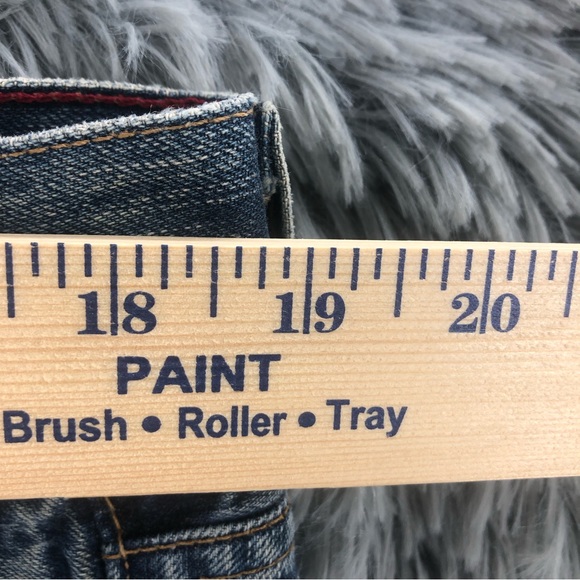 18 19 20
PAINT
Brush • Roller • Tray